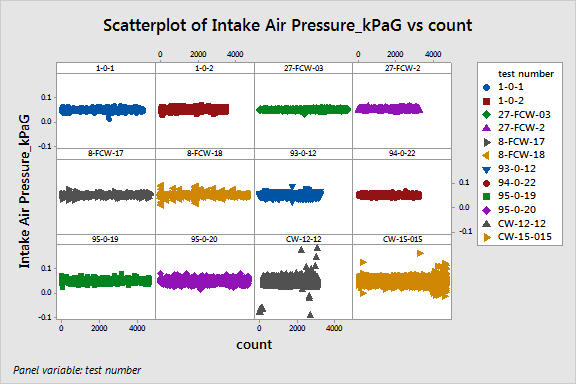 Scatterplot of Intake Air Pressure_kPaG vs count
0 2000 4000 0 2000 4000
1-0-1 1-0-2 27-FCW-03 27-FCW-2
0.1
0.0
-0.1
8-FCW-17 8-FCW-18 93-0-12 94-0-22
0.1
0.0
-0.1
95-0-19 95-0-20 CW-12-12 CW-15-015
0.1
0.0
-0.1
0 2000 4000 0 2000 4000
Intake Air Pressure_kPaG
count
test number
1-0-1
1-0-2
27-FCW-03
27-FCW-2
8-FCW-17
8-FCW-18
93-0-12
94-0-22
95-0-19
95-0-20
CW-12-12
CW-15-015
Panel variable: test number